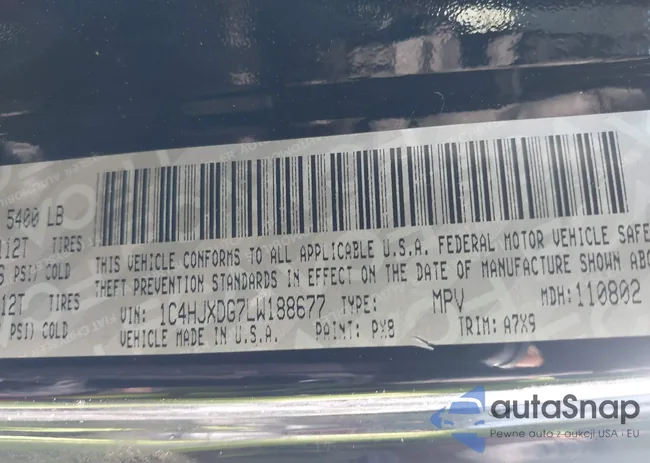 5400 LB
112T TIRES
PSI) COLD
12T TIRES
PSI) COLD
THIS VEHICLE CONFORMS TO ALL APPLICABLE U.S.A. FEDERAL MOTOR VEHICLE SAFE
THEFT PREVENTION STANDARDS IN EFFECT ON THE DATE OF MANUFACTURE SHOWN ABO
VIN: 1C4HJXDG7LW188677 TYPE: MPV MDH: 110802
VEHICLE MADE IN U.S.A. PAINT: PX8 TRIM: A7X9
autaSnap
Pewne auto z aukcji USA i EU